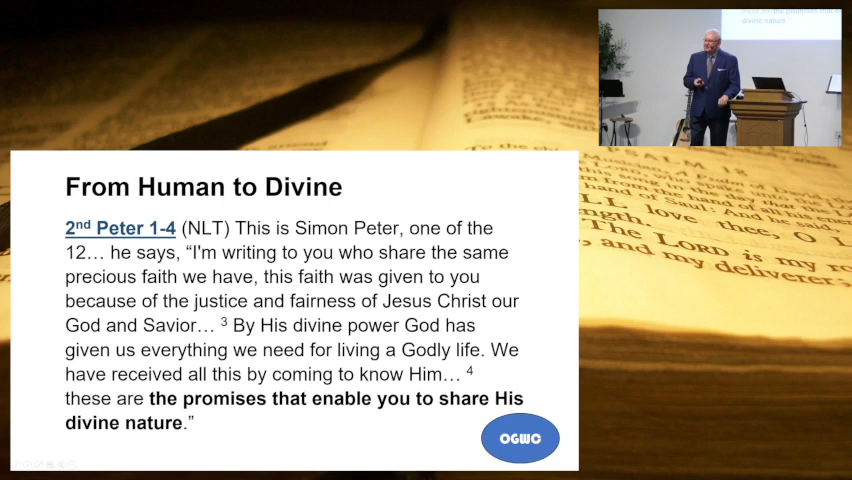 divine nature
From Human to Divine
2nd Peter 1-4 (NLT) This is Simon Peter, one of the
12… he says, “I'm writing to you who share the same
precious faith we have, this faith was given to you
because of the justice and fairness of Jesus Christ our
God and Savior… 3 By His divine power God has
given us everything we need for living a Godly life. We
have received all this by coming to know Him… 4
these are the promises that enable you to share His
divine nature.”
OGWC
PSALM 18
LL love thee, O L
The LORD is my ro
and my deliverer;